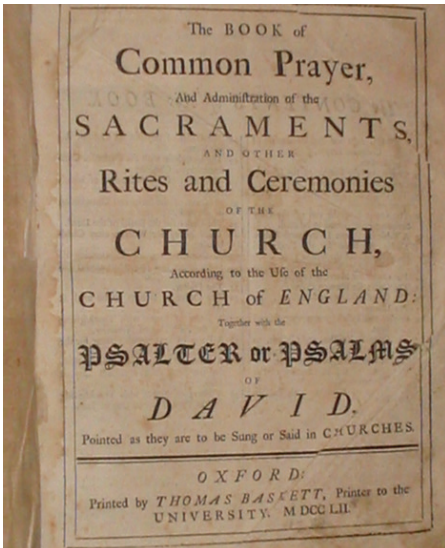 The BOOK of
Common Prayer,
And Adminiſtration of the
SACRAMENTS,
AND OTHER
Rites and Ceremonies
OF THE
CHURCH,
According to the Uſe of the
CHURCH of ENGLAND:
Together with the
PSALTER or PSALMS
OF
DAVID,
Pointed as they are to be Sung or Said in CHURCHES.
OXFORD:
Printed by THOMAS BASKETT, Printer to the
UNIVERSITY. M DCC LII.